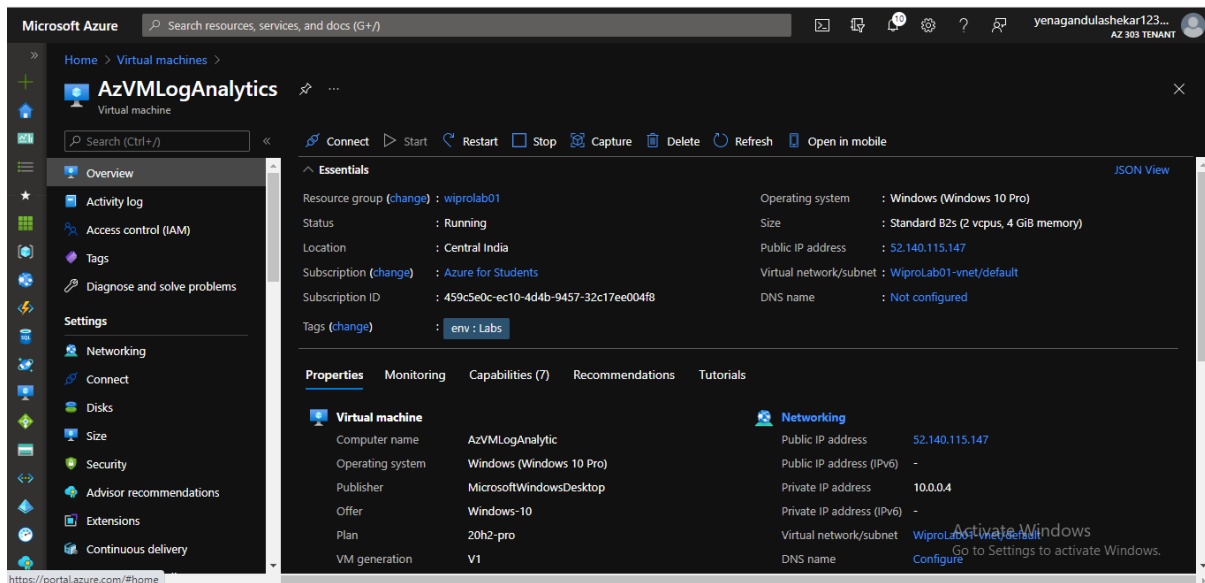 Microsoft Azure
Search resources, services, and docs (G+/)
10
yenagandulashekar123...
AZ 303 TENANT
Home > Virtual machines >
AzVMLogAnalytics
Virtual machine
Search (Ctrl+/)
Overview
Activity log
Access control (IAM)
Tags
Diagnose and solve problems
Settings
Networking
Connect
Disks
Size
Security
Advisor recommendations
Extensions
Continuous delivery
Connect Start Restart Stop Capture Delete Refresh Open in mobile
Essentials
JSON View
Resource group (change) : wiprolab01
Status : Running
Location : Central India
Subscription (change) : Azure for Students
Subscription ID : 459c5e0c-ec10-4d4b-9457-32c17ee004f8
Tags (change) : env : Labs
Operating system : Windows (Windows 10 Pro)
Size : Standard B2s (2 vcpus, 4 GiB memory)
Public IP address : 52.140.115.147
Virtual network/subnet : WiproLab01-vnet/default
DNS name : Not configured
Properties Monitoring Capabilities (7) Recommendations Tutorials
Virtual machine
Computer name AzVMLogAnalytic
Operating system Windows (Windows 10 Pro)
Publisher MicrosoftWindowsDesktop
Offer Windows-10
Plan 20h2-pro
VM generation V1
Networking
Public IP address 52.140.115.147
Public IP address (IPv6) -
Private IP address 10.0.0.4
Private IP address (IPv6) -
Virtual network/subnet WiproLab01-vnet/default
DNS name Configure
Activate Windows
Go to Settings to activate Windows.
https://portal.azure.com/#home